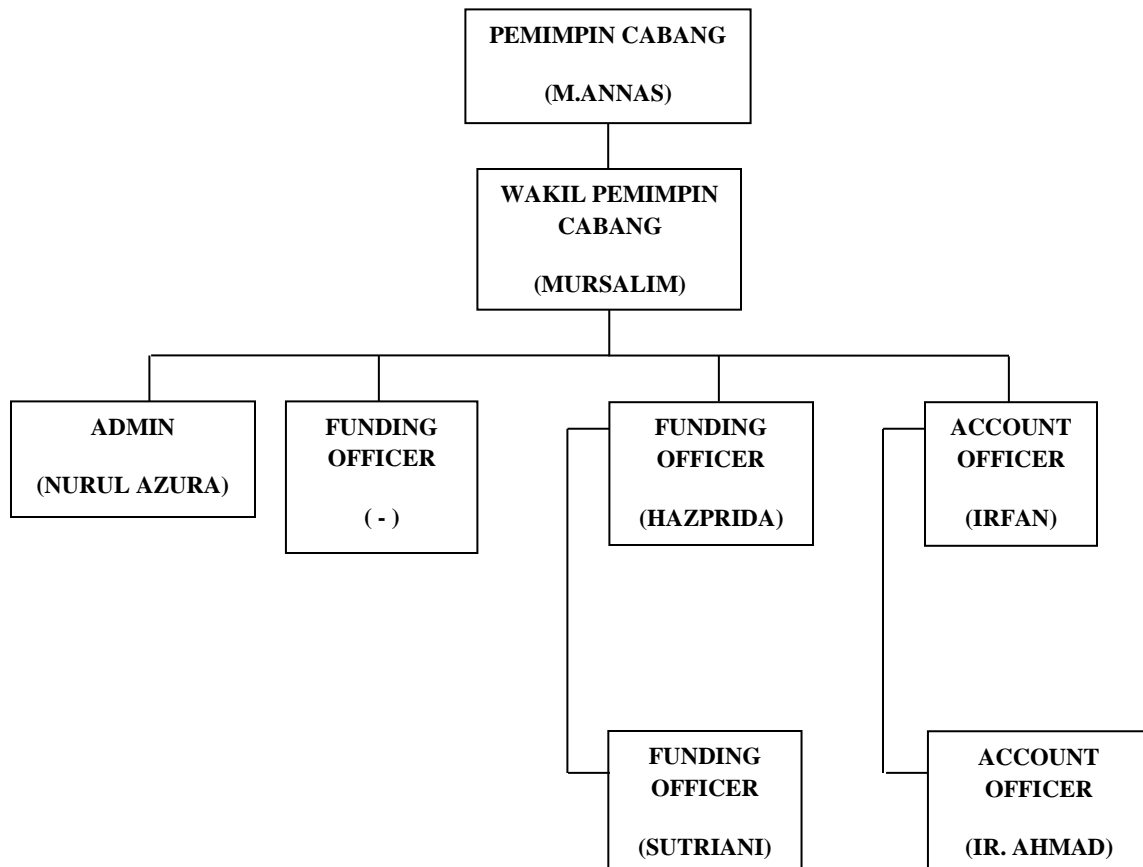 PEMIMPIN CABANG
(M.ANNAS)
WAKIL PEMIMPIN
CABANG
(MURSALIM)
ADMIN
(NURUL AZURA)
FUNDING
OFFICER
( - )
FUNDING
OFFICER
(HAZPRIDA)
ACCOUNT
OFFICER
(IRFAN)
FUNDING
OFFICER
(SUTRIANI)
ACCOUNT
OFFICER
(IR. AHMAD)